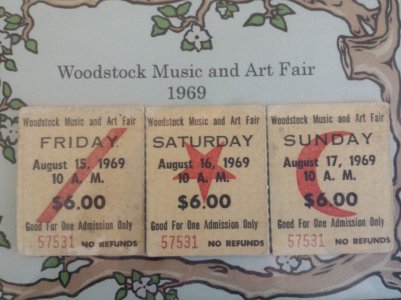 Woodstock Music and Art Fair
1969
Woodstock Music and Art Fair
FRIDAY
August 15, 1969
10 A. M.
$6.00
Good For One Admission Only
57531 NO REFUNDS
Woodstock Music and Art Fair
SATURDAY
August 16, 1969
10 A. M.
$6.00
Good For One Admission Only
57531 NO REFUNDS
Woodstock Music and Art Fair
SUNDAY
August 17, 1969
10 A. M.
$6.00
Good For One Admission Only
57531 NO REFUNDS